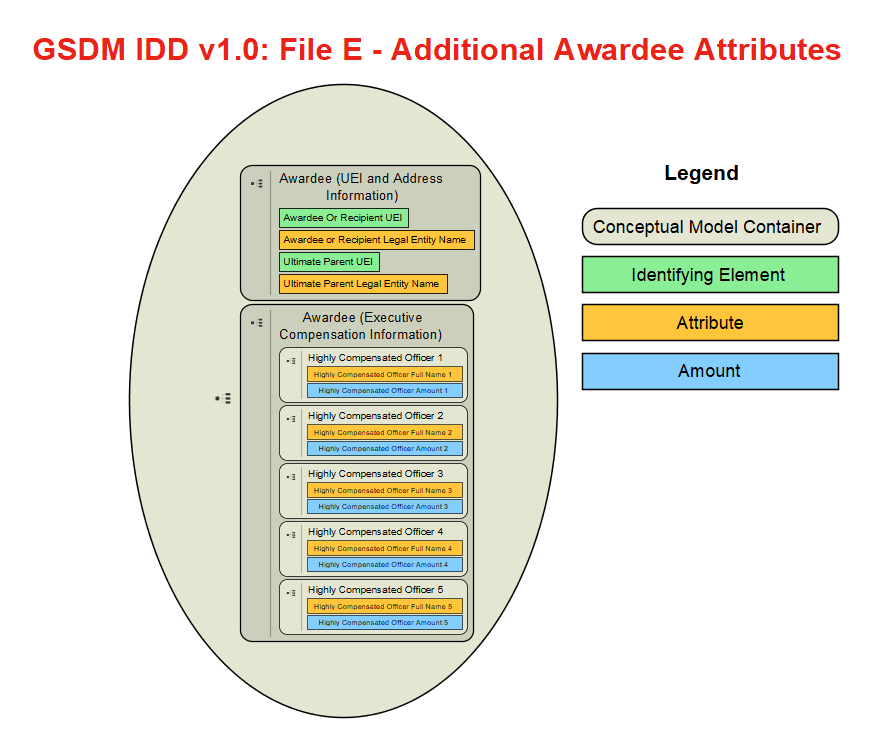 GSDM IDD v1.0: File E - Additional Awardee Attributes
Awardee (UEI and Address
Information)
Awardee Or Recipient UEI
Awardee or Recipient Legal Entity Name
Ultimate Parent UEI
Ultimate Parent Legal Entity Name
Awardee (Executive
Compensation Information)
Highly Compensated Officer 1
Highly Compensated Officer Full Name 1
Highly Compensated Officer Amount 1
Highly Compensated Officer 2
Highly Compensated Officer Full Name 2
Highly Compensated Officer Amount 2
Highly Compensated Officer 3
Highly Compensated Officer Full Name 3
Highly Compensated Officer Amount 3
Highly Compensated Officer 4
Highly Compensated Officer Full Name 4
Highly Compensated Officer Amount 4
Highly Compensated Officer 5
Highly Compensated Officer Full Name 5
Highly Compensated Officer Amount 5
Legend
Conceptual Model Container
Identifying Element
Attribute
Amount